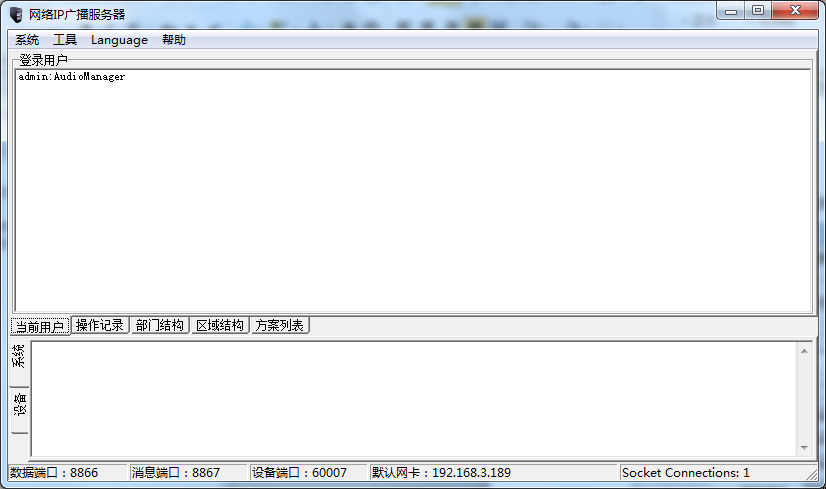 网络IP广播服务器
系统 工具 Language 帮助
登录用户
admin:AudioManager
当前用户 操作记录 部门结构 区域结构 方案列表
系统
设备
数据端口：8866 消息端口：8867 设备端口：60007 默认网卡：192.168.3.189 Socket Connections: 1